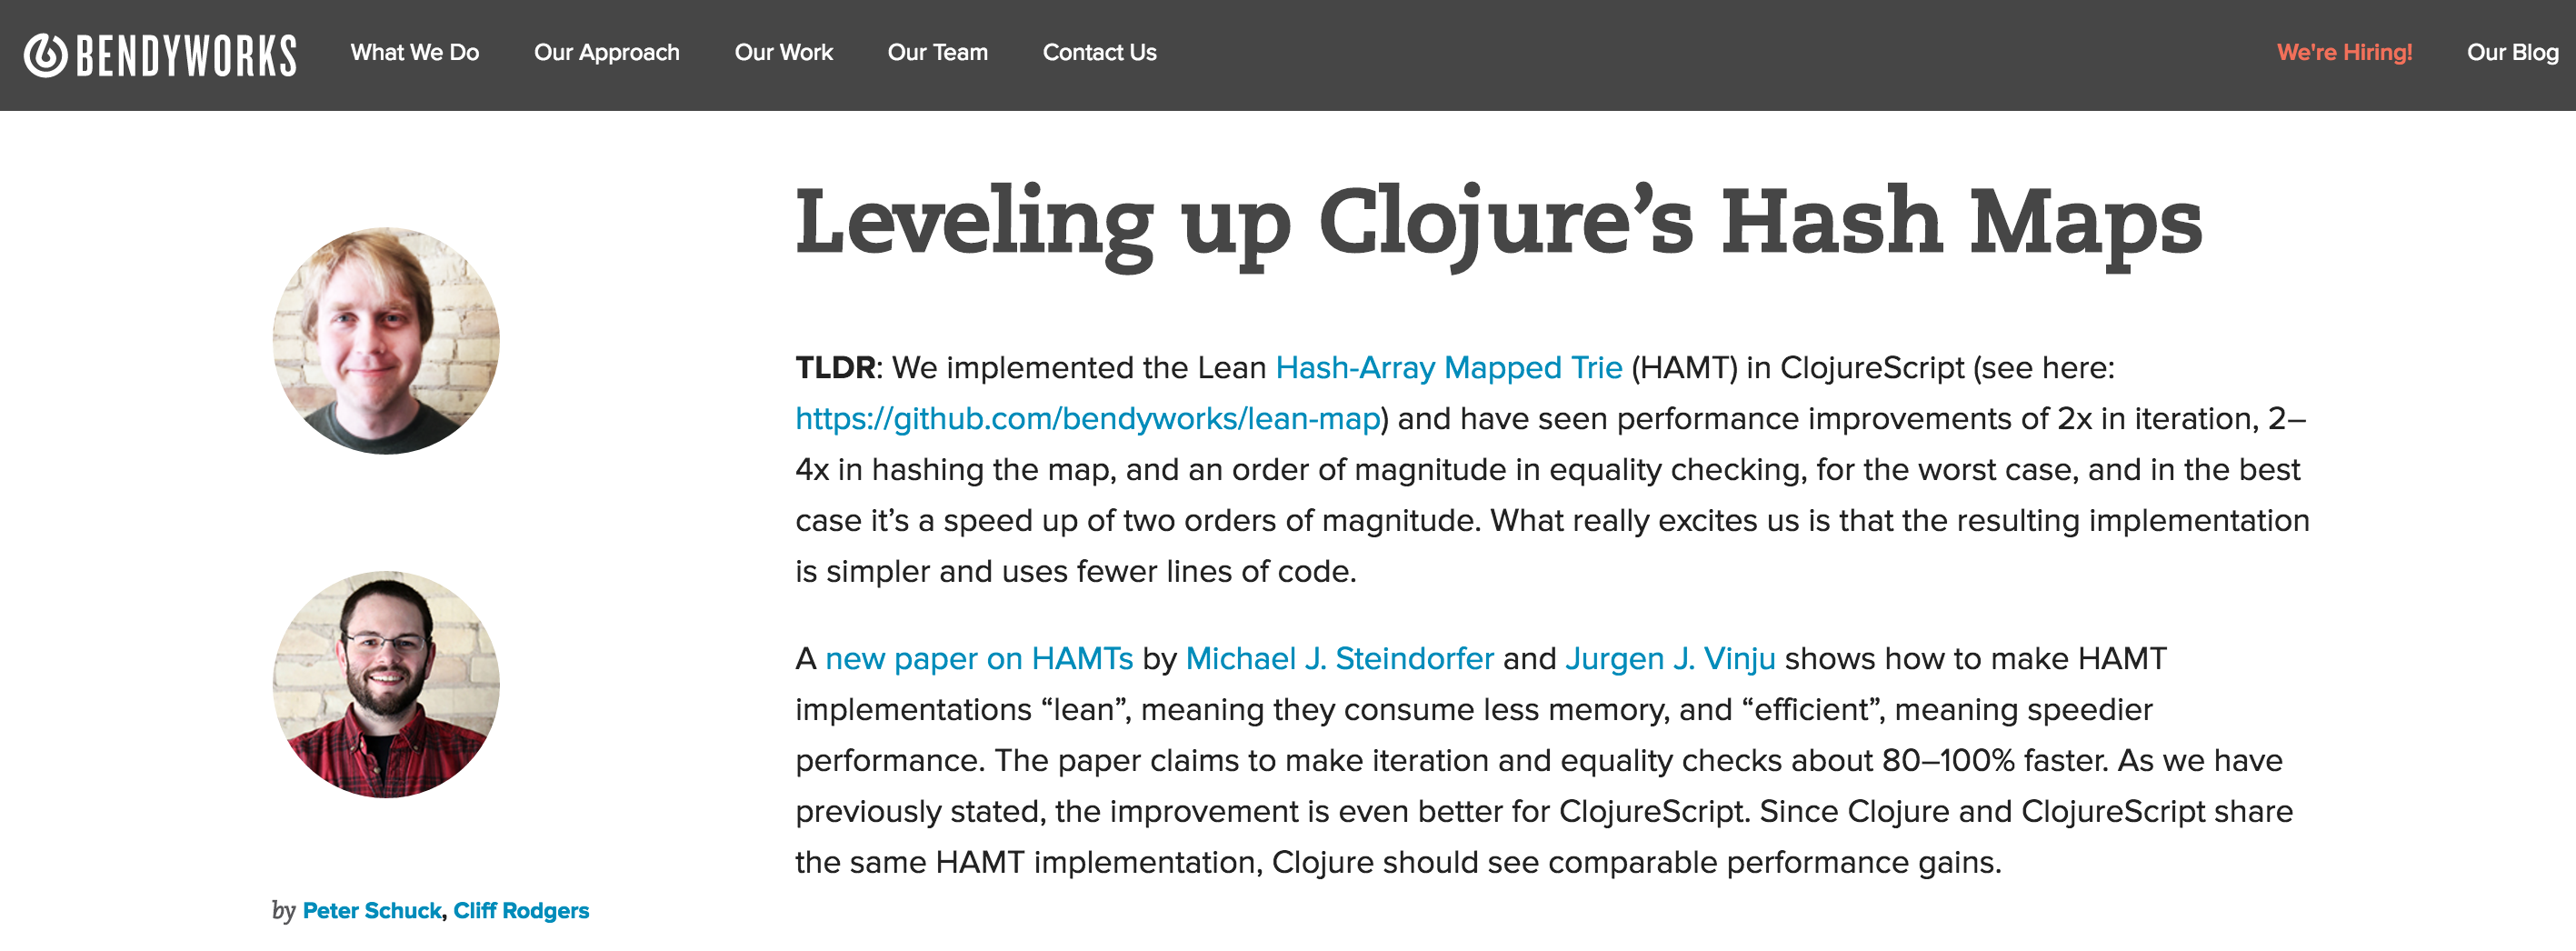 BENDYWORKS What We Do Our Approach Our Work Our Team Contact Us We're Hiring! Our Blog
Leveling up Clojure’s Hash Maps
TLDR: We implemented the Lean Hash-Array Mapped Trie (HAMT) in ClojureScript (see here:
https://github.com/bendyworks/lean-map) and have seen performance improvements of 2x in iteration, 2–
4x in hashing the map, and an order of magnitude in equality checking, for the worst case, and in the best
case it’s a speed up of two orders of magnitude. What really excites us is that the resulting implementation
is simpler and uses fewer lines of code.
A new paper on HAMTs by Michael J. Steindorfer and Jurgen J. Vinju shows how to make HAMT
implementations “lean”, meaning they consume less memory, and “efficient”, meaning speedier
performance. The paper claims to make iteration and equality checks about 80–100% faster. As we have
previously stated, the improvement is even better for ClojureScript. Since Clojure and ClojureScript share
the same HAMT implementation, Clojure should see comparable performance gains.
by Peter Schuck, Cliff Rodgers